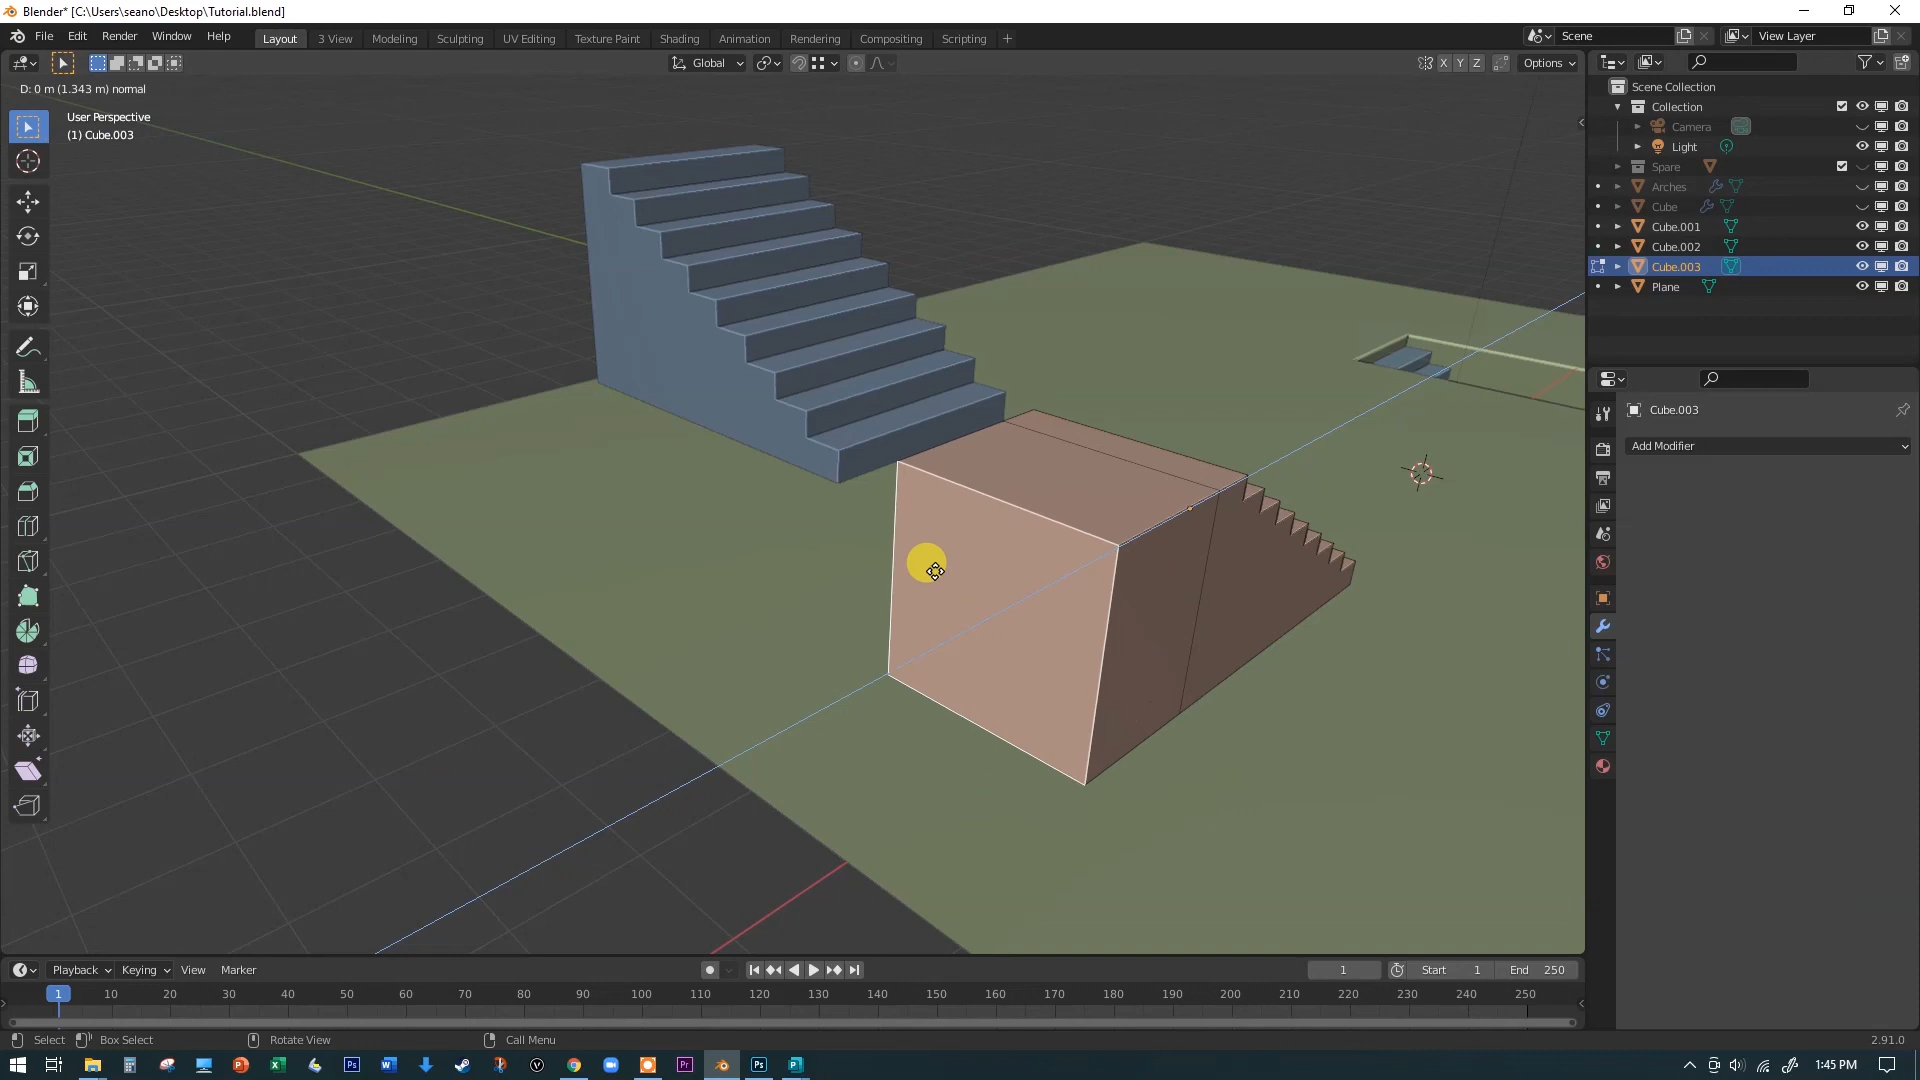 Blender* [C:\Users\seano\Desktop\Tutorial.blend]
File Edit Render Window Help Layout 3 View Modeling Sculpting UV Editing Texture Paint Shading Animation Rendering Compositing Scripting + Scene View Layer
Global X Y Z Options
D: 0 m (1.343 m) normal
User Perspective
(1) Cube.003
Scene Collection
Collection
Camera
Light
Spare
Arches
Cube
Cube.001
Cube.002
Cube.003
Plane
Cube.003
Add Modifier
Playback Keying View Marker 1 Start 1 End 250
1 10 20 30 40 50 60 70 80 90 100 110 120 130 140 150 160 170 180 190 200 210 220 230 240 250
Select Box Select Rotate View Call Menu 2.91.0
1:45 PM